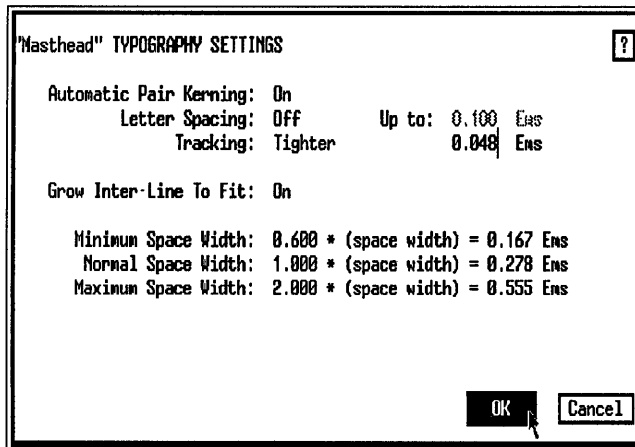 "Masthead" TYPOGRAPHY SETTINGS ?
Automatic Pair Kerning: On
Letter Spacing: Off Up to: 0.100 Ems
Tracking: Tighter 0.048 Ems
Grow Inter-Line To Fit: On
Minimum Space Width: 0.600 * (space width) = 0.167 Ems
Normal Space Width: 1.000 * (space width) = 0.278 Ems
Maximum Space Width: 2.000 * (space width) = 0.555 Ems
OK Cancel